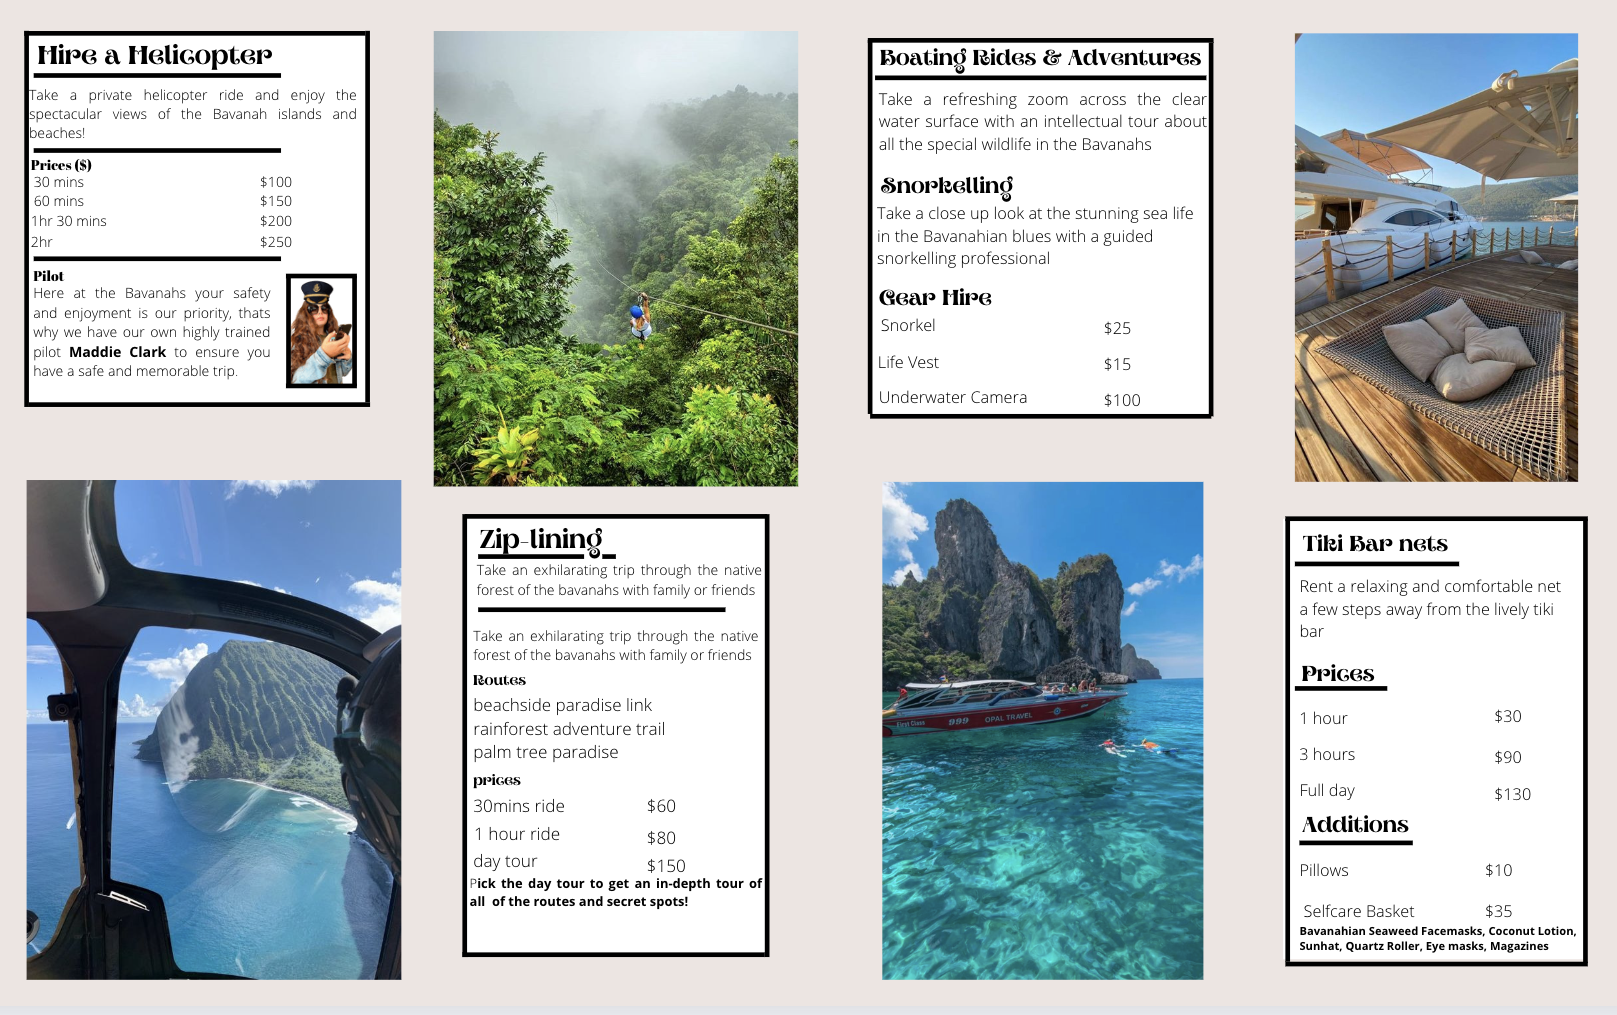 Hire a Helicopter
Take a private helicopter ride and enjoy the
spectacular views of the Bavanah islands and
beaches!
Prices ($)
30 mins $100
60 mins $150
1hr 30 mins $200
2hr $250
Pilot
Here at the Bavanahs your safety
and enjoyment is our priority, thats
why we have our own highly trained
pilot Maddie Clark to ensure you
have a safe and memorable trip.
Zip-lining
Take an exhilarating trip through the native
forest of the bavanahs with family or friends
Take an exhilarating trip through the native
forest of the bavanahs with family or friends
Routes
beachside paradise link
rainforest adventure trail
palm tree paradise
prices
30mins ride $60
1 hour ride $80
day tour $150
Pick the day tour to get an in-depth tour of
all of the routes and secret spots!
Boating Rides & Adventures
Take a refreshing zoom across the clear
water surface with an intellectual tour about
all the special wildlife in the Bavanahs
Snorkelling
Take a close up look at the stunning sea life
in the Bavanahian blues with a guided
snorkelling professional
Gear Hire
Snorkel $25
Life Vest $15
Underwater Camera $100
First Class 999 OPAL TRAVEL
Tiki Bar nets
Rent a relaxing and comfortable net
a few steps away from the lively tiki
bar
Prices
1 hour $30
3 hours $90
Full day $130
Additions
Pillows $10
Selfcare Basket $35
Bavanahian Seaweed Facemasks, Coconut Lotion,
Sunhat, Quartz Roller, Eye masks, Magazines